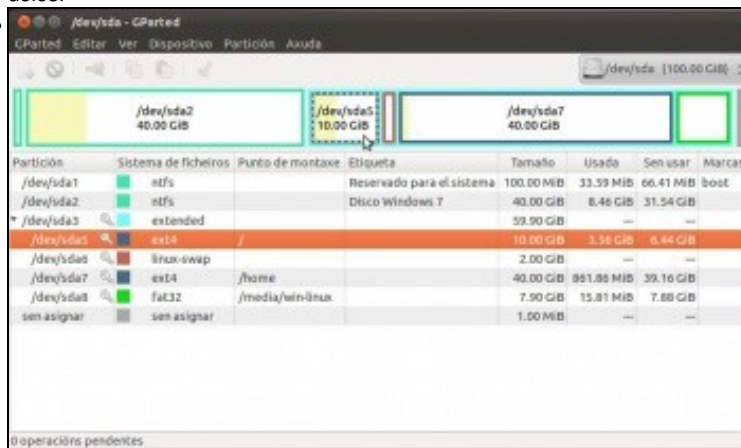 /dev/sda - GParted
GParted Editar Ver Dispositivo Partición Axuda
/dev/sda (100.00 GiB)
/dev/sda2
40.00 GiB
/dev/sda5
10.00 GiB
/dev/sda7
40.00 GiB
Partición Sistema de ficheiros Punto de montaxe Etiqueta Tamaño Usada Sen usar Marcas
/dev/sda1 ntfs Reservado para el sistema 100.00 MiB 33.59 MiB 66.41 MiB boot
/dev/sda2 ntfs Disco Windows 7 40.00 GiB 8.46 GiB 31.54 GiB
/dev/sda3 extended 59.90 GiB --- ---
/dev/sda5 ext4 / 10.00 GiB 3.56 GiB 6.44 GiB
/dev/sda6 linux-swap 2.00 GiB --- ---
/dev/sda7 ext4 /home 40.00 GiB 861.86 MiB 39.16 GiB
/dev/sda8 fat32 /media/win-linux 7.90 GiB 15.81 MiB 7.88 GiB
sen asignar sen asignar 1.00 MiB --- ---
0 operacións pendentes